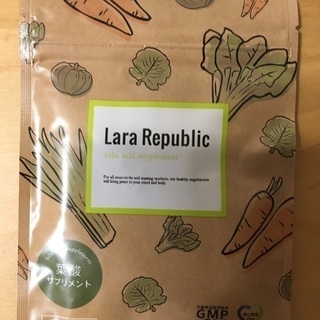 Lara Republic
folic acid supplement
For all mom-to-be and nursing mothers, our healthy supplements
will bring peace to your mind and body.
葉酸
サプリメント
GMP